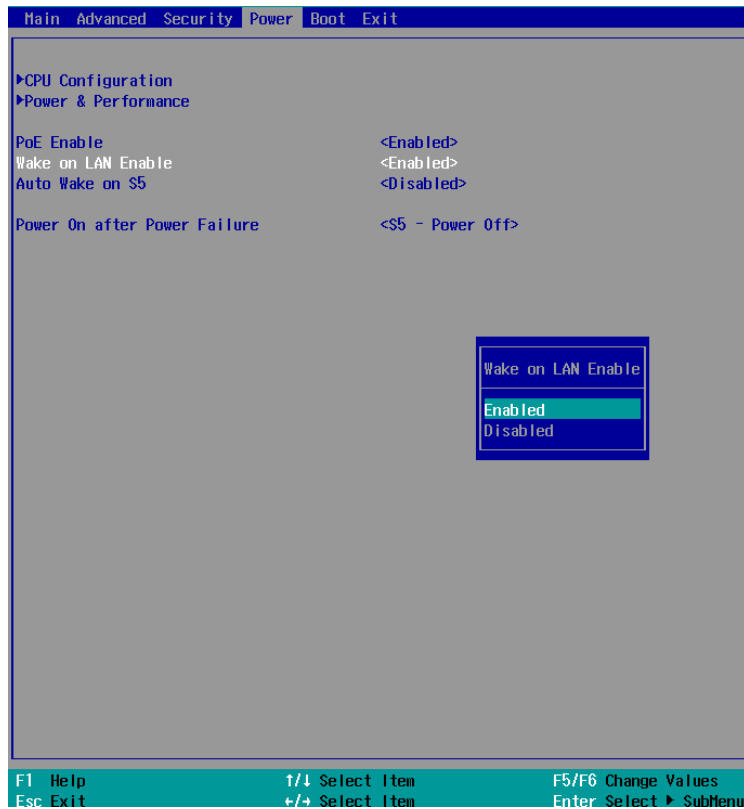 Main Advanced Security Power Boot Exit
▶CPU Configuration
▶Power & Performance
PoE Enable <Enabled>
Wake on LAN Enable <Enabled>
Auto Wake on S5 <Disabled>
Power On after Power Failure <S5 - Power Off>
Wake on LAN Enable
Enabled
Disabled
F1 Help ↑/↓ Select Item F5/F6 Change Values
Esc Exit ←/→ Select Item Enter Select ▶ SubMenu